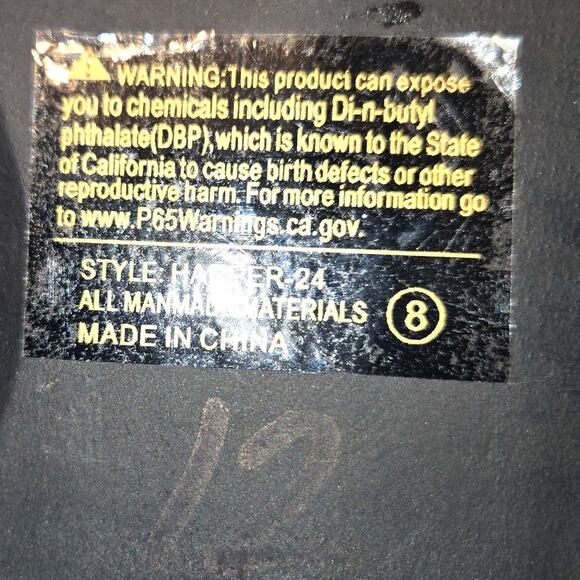 WARNING:This product can expose
you to chemicals including Di-n-butyl
phthalate(DBP),which is known to the State
of California to cause birth defects or other
reproductive harm. For more information go
to www.P65Warnings.ca.gov.
STYLE: -24
ALL MANMADE MATERIALS
8
MADE IN CHINA
12